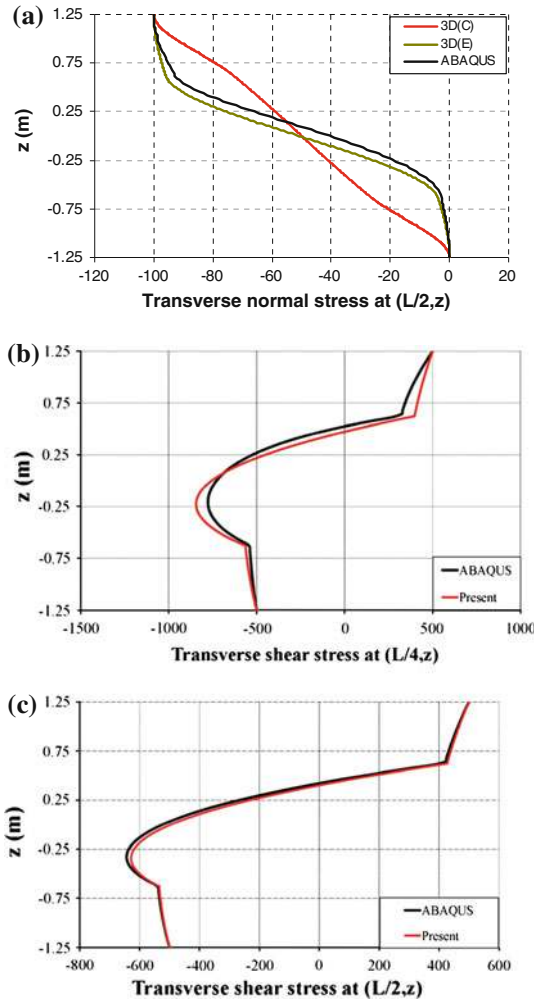 (a)
1.25
0.75
0.25
-0.25
-0.75
-1.25
z (m)
3D(C)
3D(E)
ABAQUS
-120 -100 -80 -60 -40 -20 0 20
Transverse normal stress at (L/2,z)
(b)
1.25
0.75
0.25
-0.25
-0.75
-1.25
z (m)
ABAQUS
Present
-1500 -1000 -500 0 500 1000
Transverse shear stress at (L/4,z)
(c)
1.25
0.75
0.25
-0.25
-0.75
-1.25
z (m)
ABAQUS
Present
-800 -600 -400 -200 0 200 400 600
Transverse shear stress at (L/2,z)